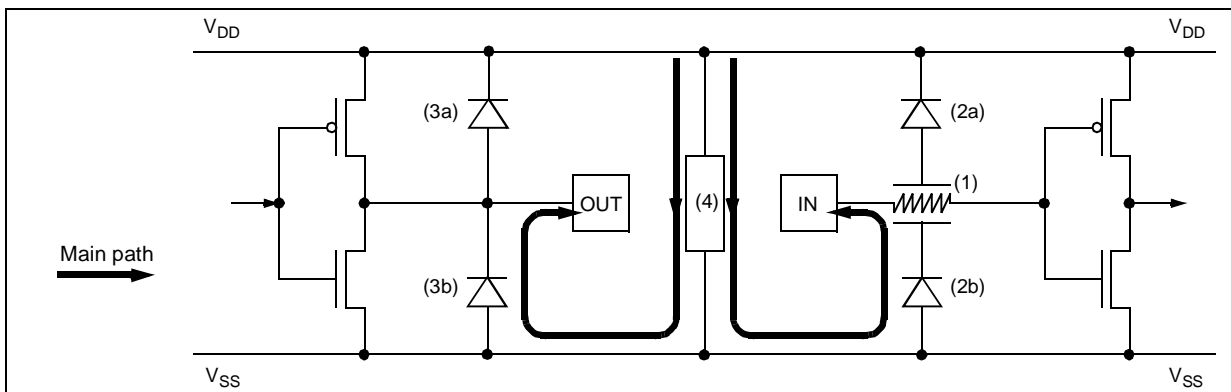 VDD
VDD
(3a)
(2a)
(1)
OUT
(4)
IN
Main path
(3b)
(2b)
VSS
VSS